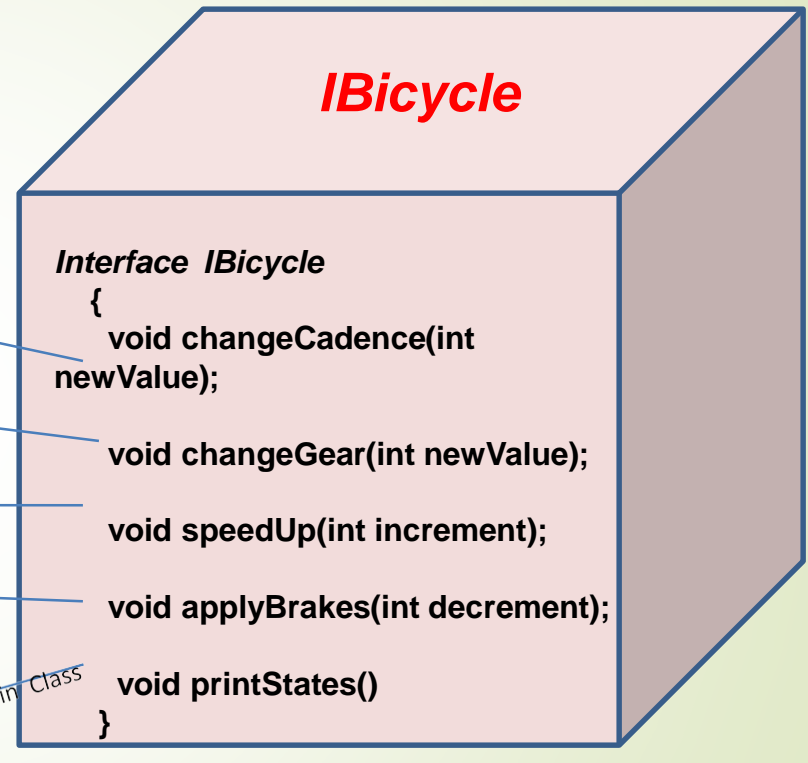 IBicycle
Interface IBicycle
{
void changeCadence(int
newValue);
void changeGear(int newValue);
void speedUp(int increment);
void applyBrakes(int decrement);
in Class
void printStates()
}